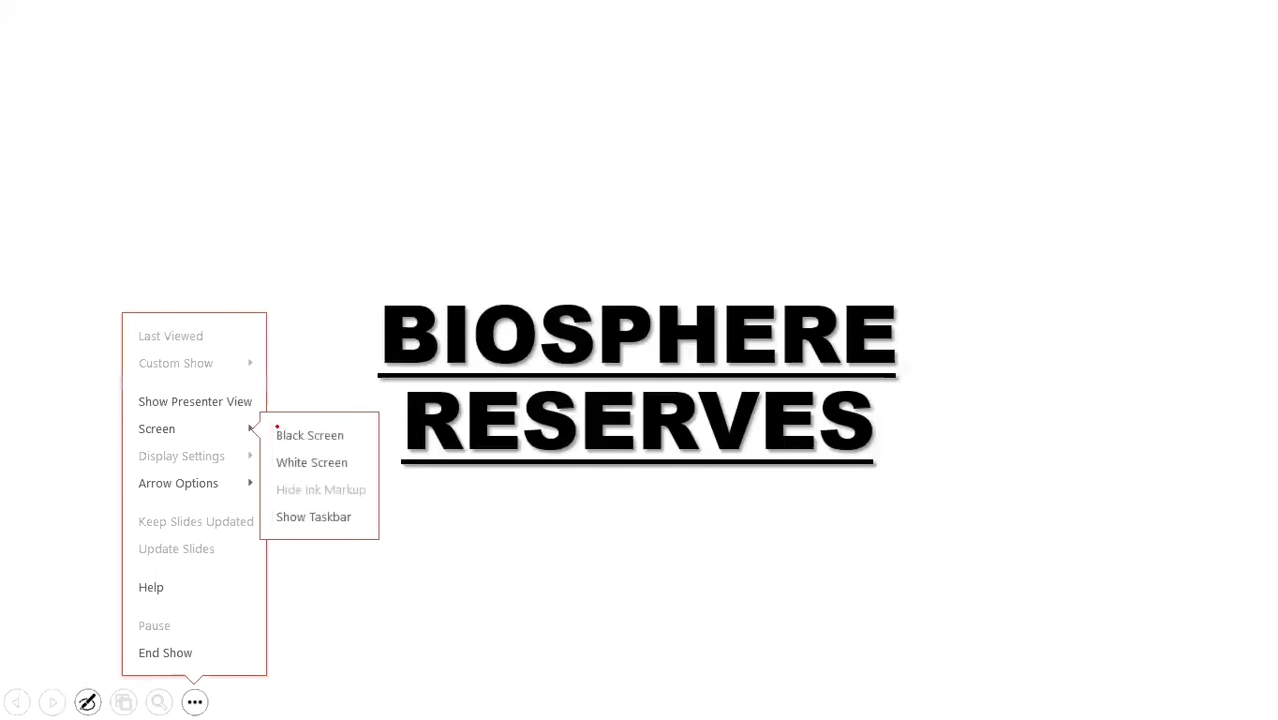 BIOSPHERE
RESERVES
Last Viewed
Custom Show
Show Presenter View
Screen
Display Settings
Arrow Options
Keep Slides Updated
Update Slides
Help
Pause
End Show
Black Screen
White Screen
Hide Ink Markup
Show Taskbar